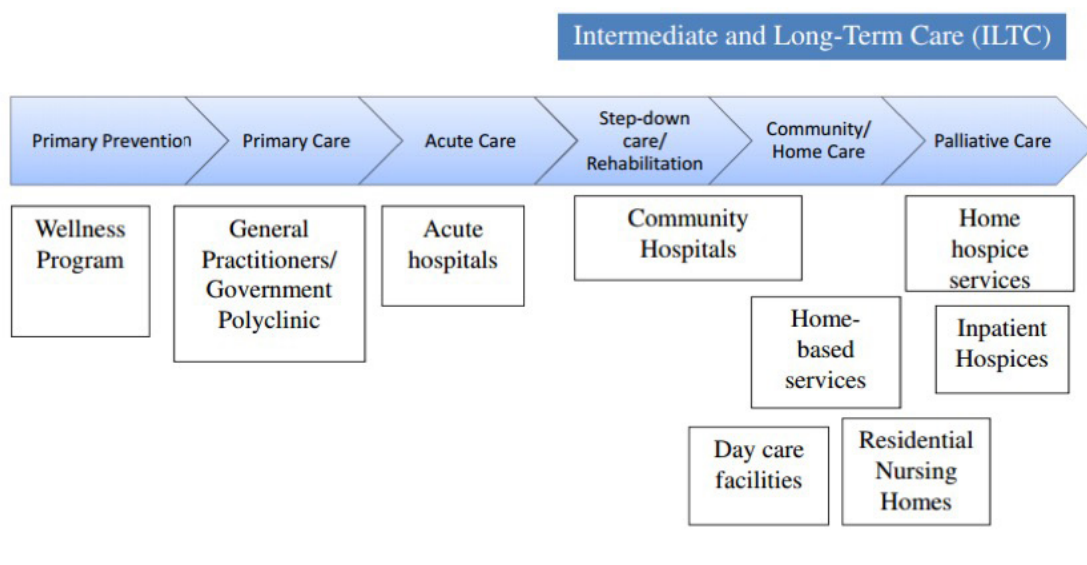 Intermediate and Long-Term Care (ILTC)
Primary Prevention
Primary Care
Acute Care
Step-down
care/
Rehabilitation
Community/
Home Care
Palliative Care
Wellness
Program
General
Practitioners/
Government
Polyclinic
Acute
hospitals
Community
Hospitals
Home
hospice
services
Home-
based
services
Inpatient
Hospices
Day care
facilities
Residential
Nursing
Homes